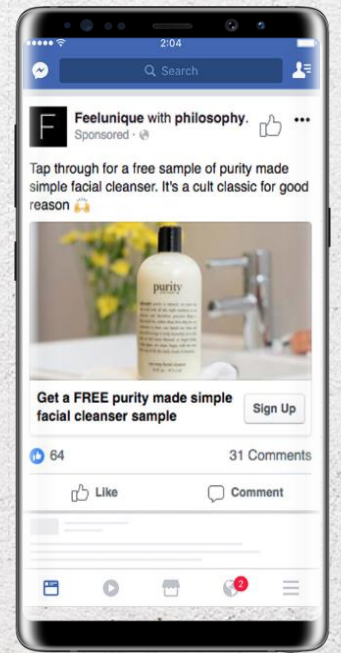 2:04
Search
F
Feelunique with philosophy.
Sponsored ·
Tap through for a free sample of purity made
simple facial cleanser. It's a cult classic for good
reason 🙌
purity
Get a FREE purity made simple
facial cleanser sample
Sign Up
64
31 Comments
Like
Comment
2